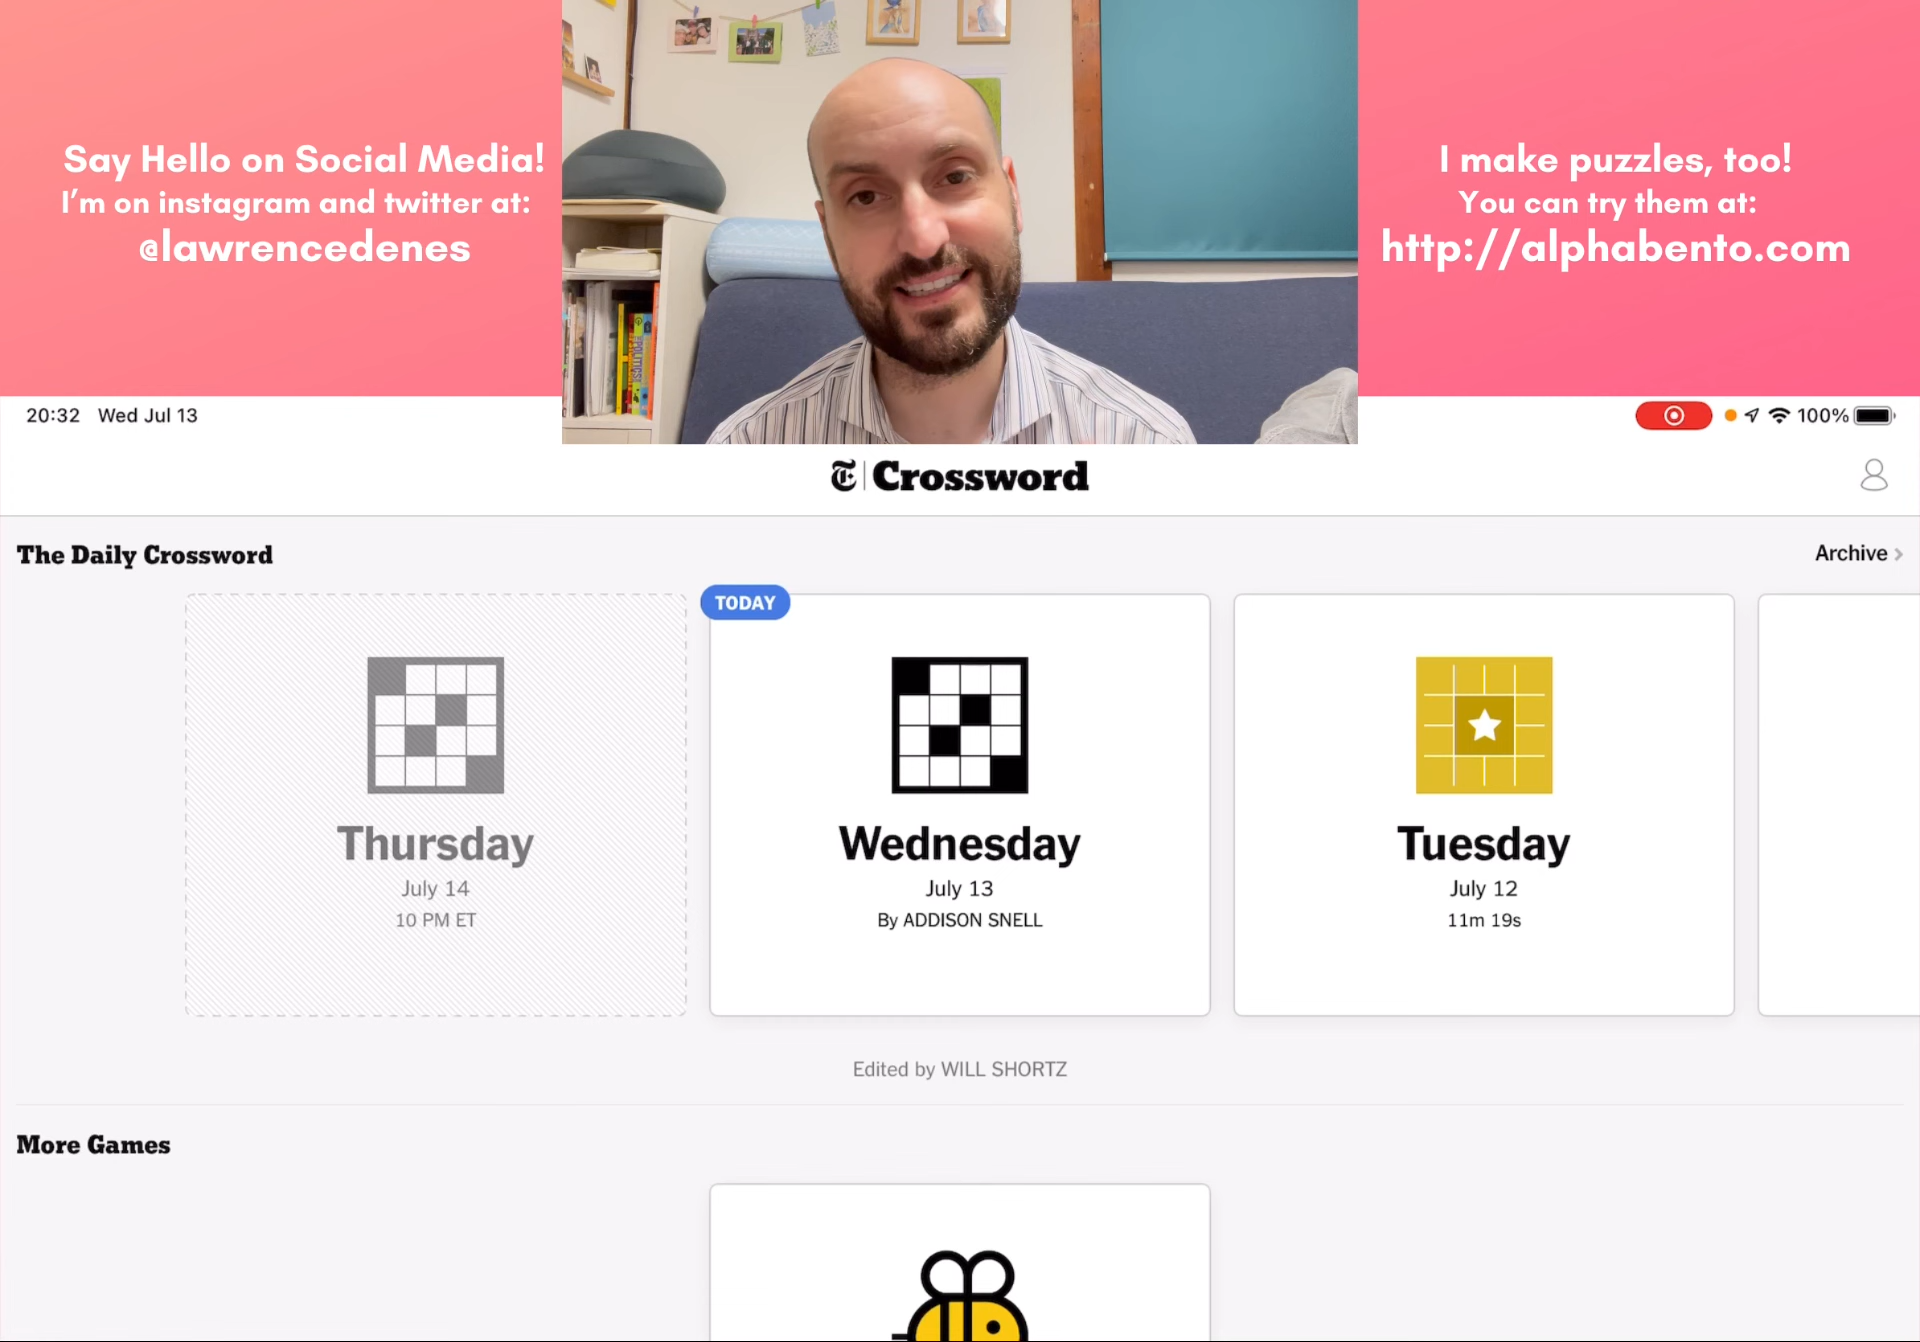 Say Hello on Social Media!
I'm on instagram and twitter at:
@lawrencedenes
I make puzzles, too!
You can try them at:
http://alphabento.com
20:32 Wed Jul 13
100%
Crossword
The Daily Crossword
Archive >
TODAY
Thursday
July 14
10 PM ET
Wednesday
July 13
By ADDISON SNELL
Tuesday
July 12
11m 19s
Edited by WILL SHORTZ
More Games